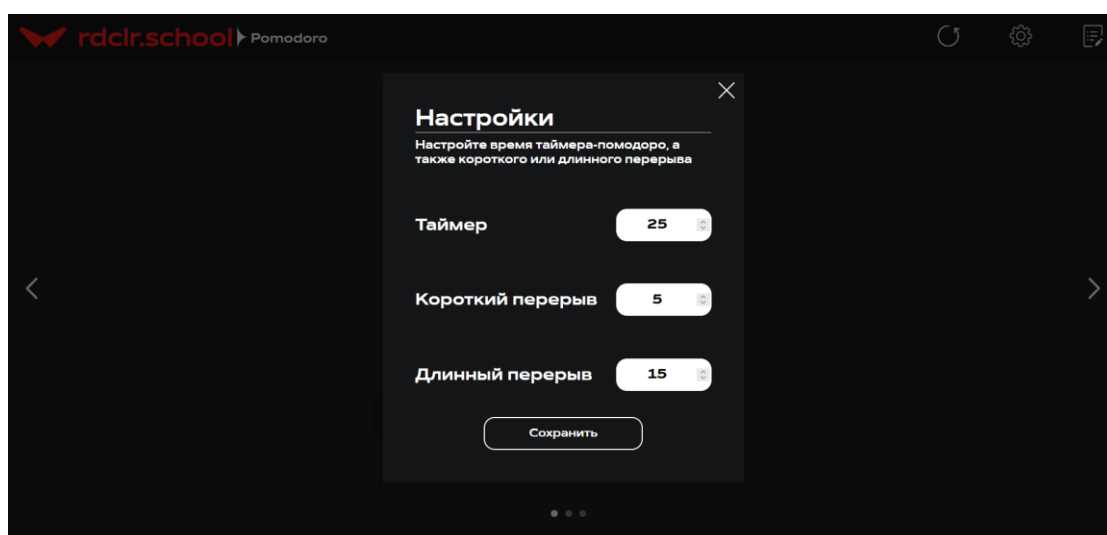 rdclr.school Pomodoro
Настройки
Настройте время таймера-помодоро, а
также короткого или длинного перерыва
Таймер 25
Короткий перерыв 5
Длинный перерыв 15
Сохранить